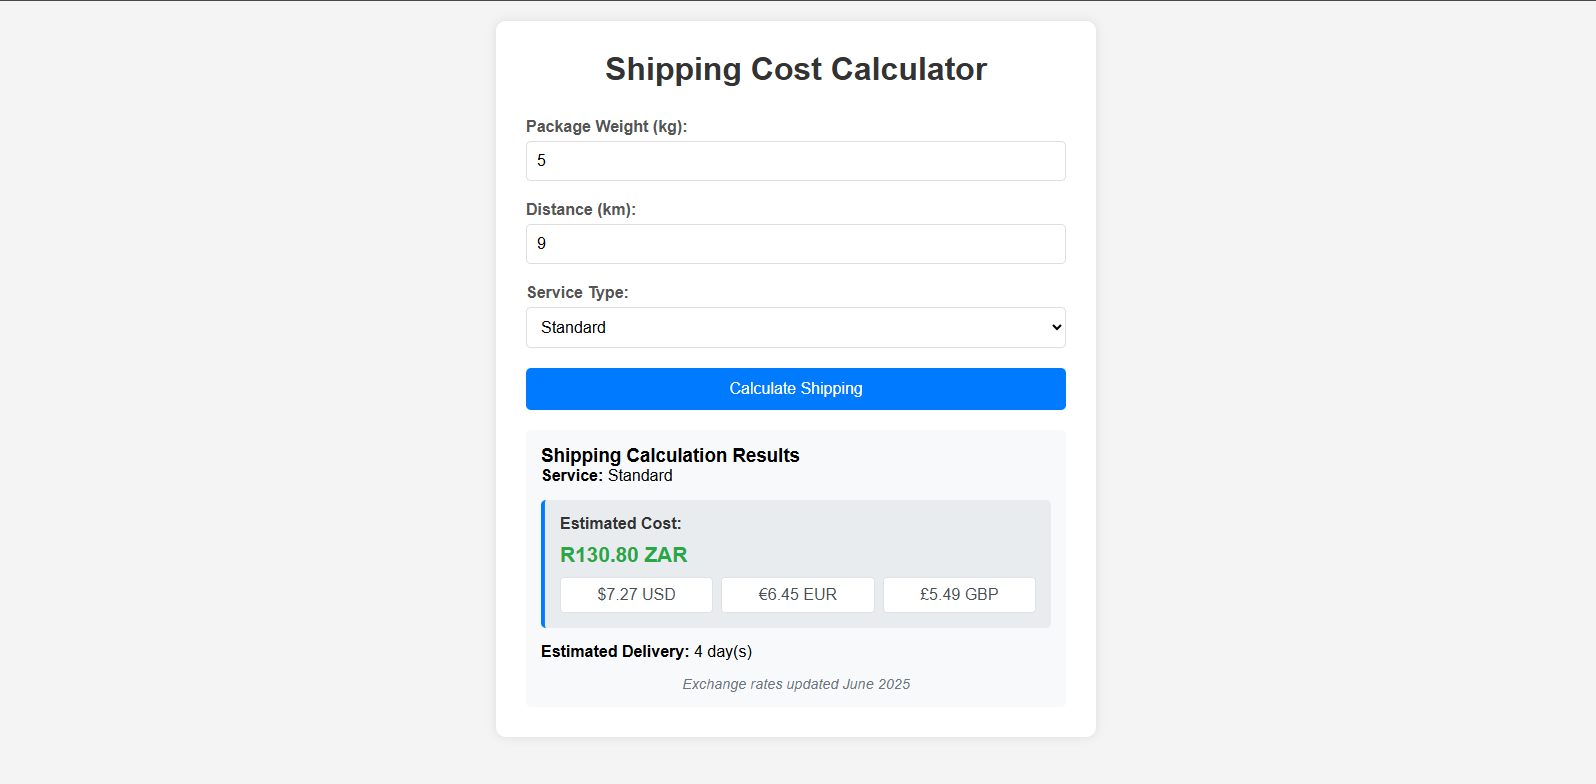 Shipping Cost Calculator
Package Weight (kg):
5
Distance (km):
9
Service Type:
Standard
Calculate Shipping
Shipping Calculation Results
Service: Standard
Estimated Cost:
R130.80 ZAR
$7.27 USD
€6.45 EUR
£5.49 GBP
Estimated Delivery: 4 day(s)
Exchange rates updated June 2025